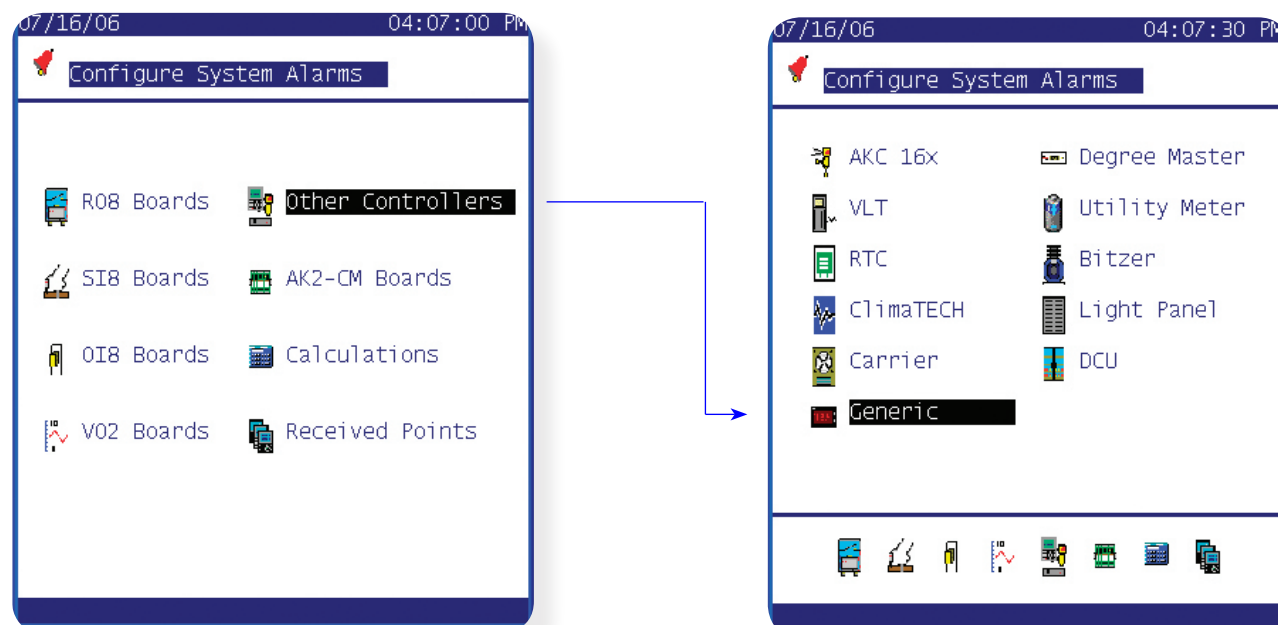 07/16/06 04:07:00 PM
Configure System Alarms
RO8 Boards Other Controllers
SI8 Boards AK2-CM Boards
OI8 Boards Calculations
VO2 Boards Received Points
07/16/06 04:07:30 PM
Configure System Alarms
AKC 16x Degree Master
VLT Utility Meter
RTC Bitzer
ClimaTECH Light Panel
Carrier DCU
Generic